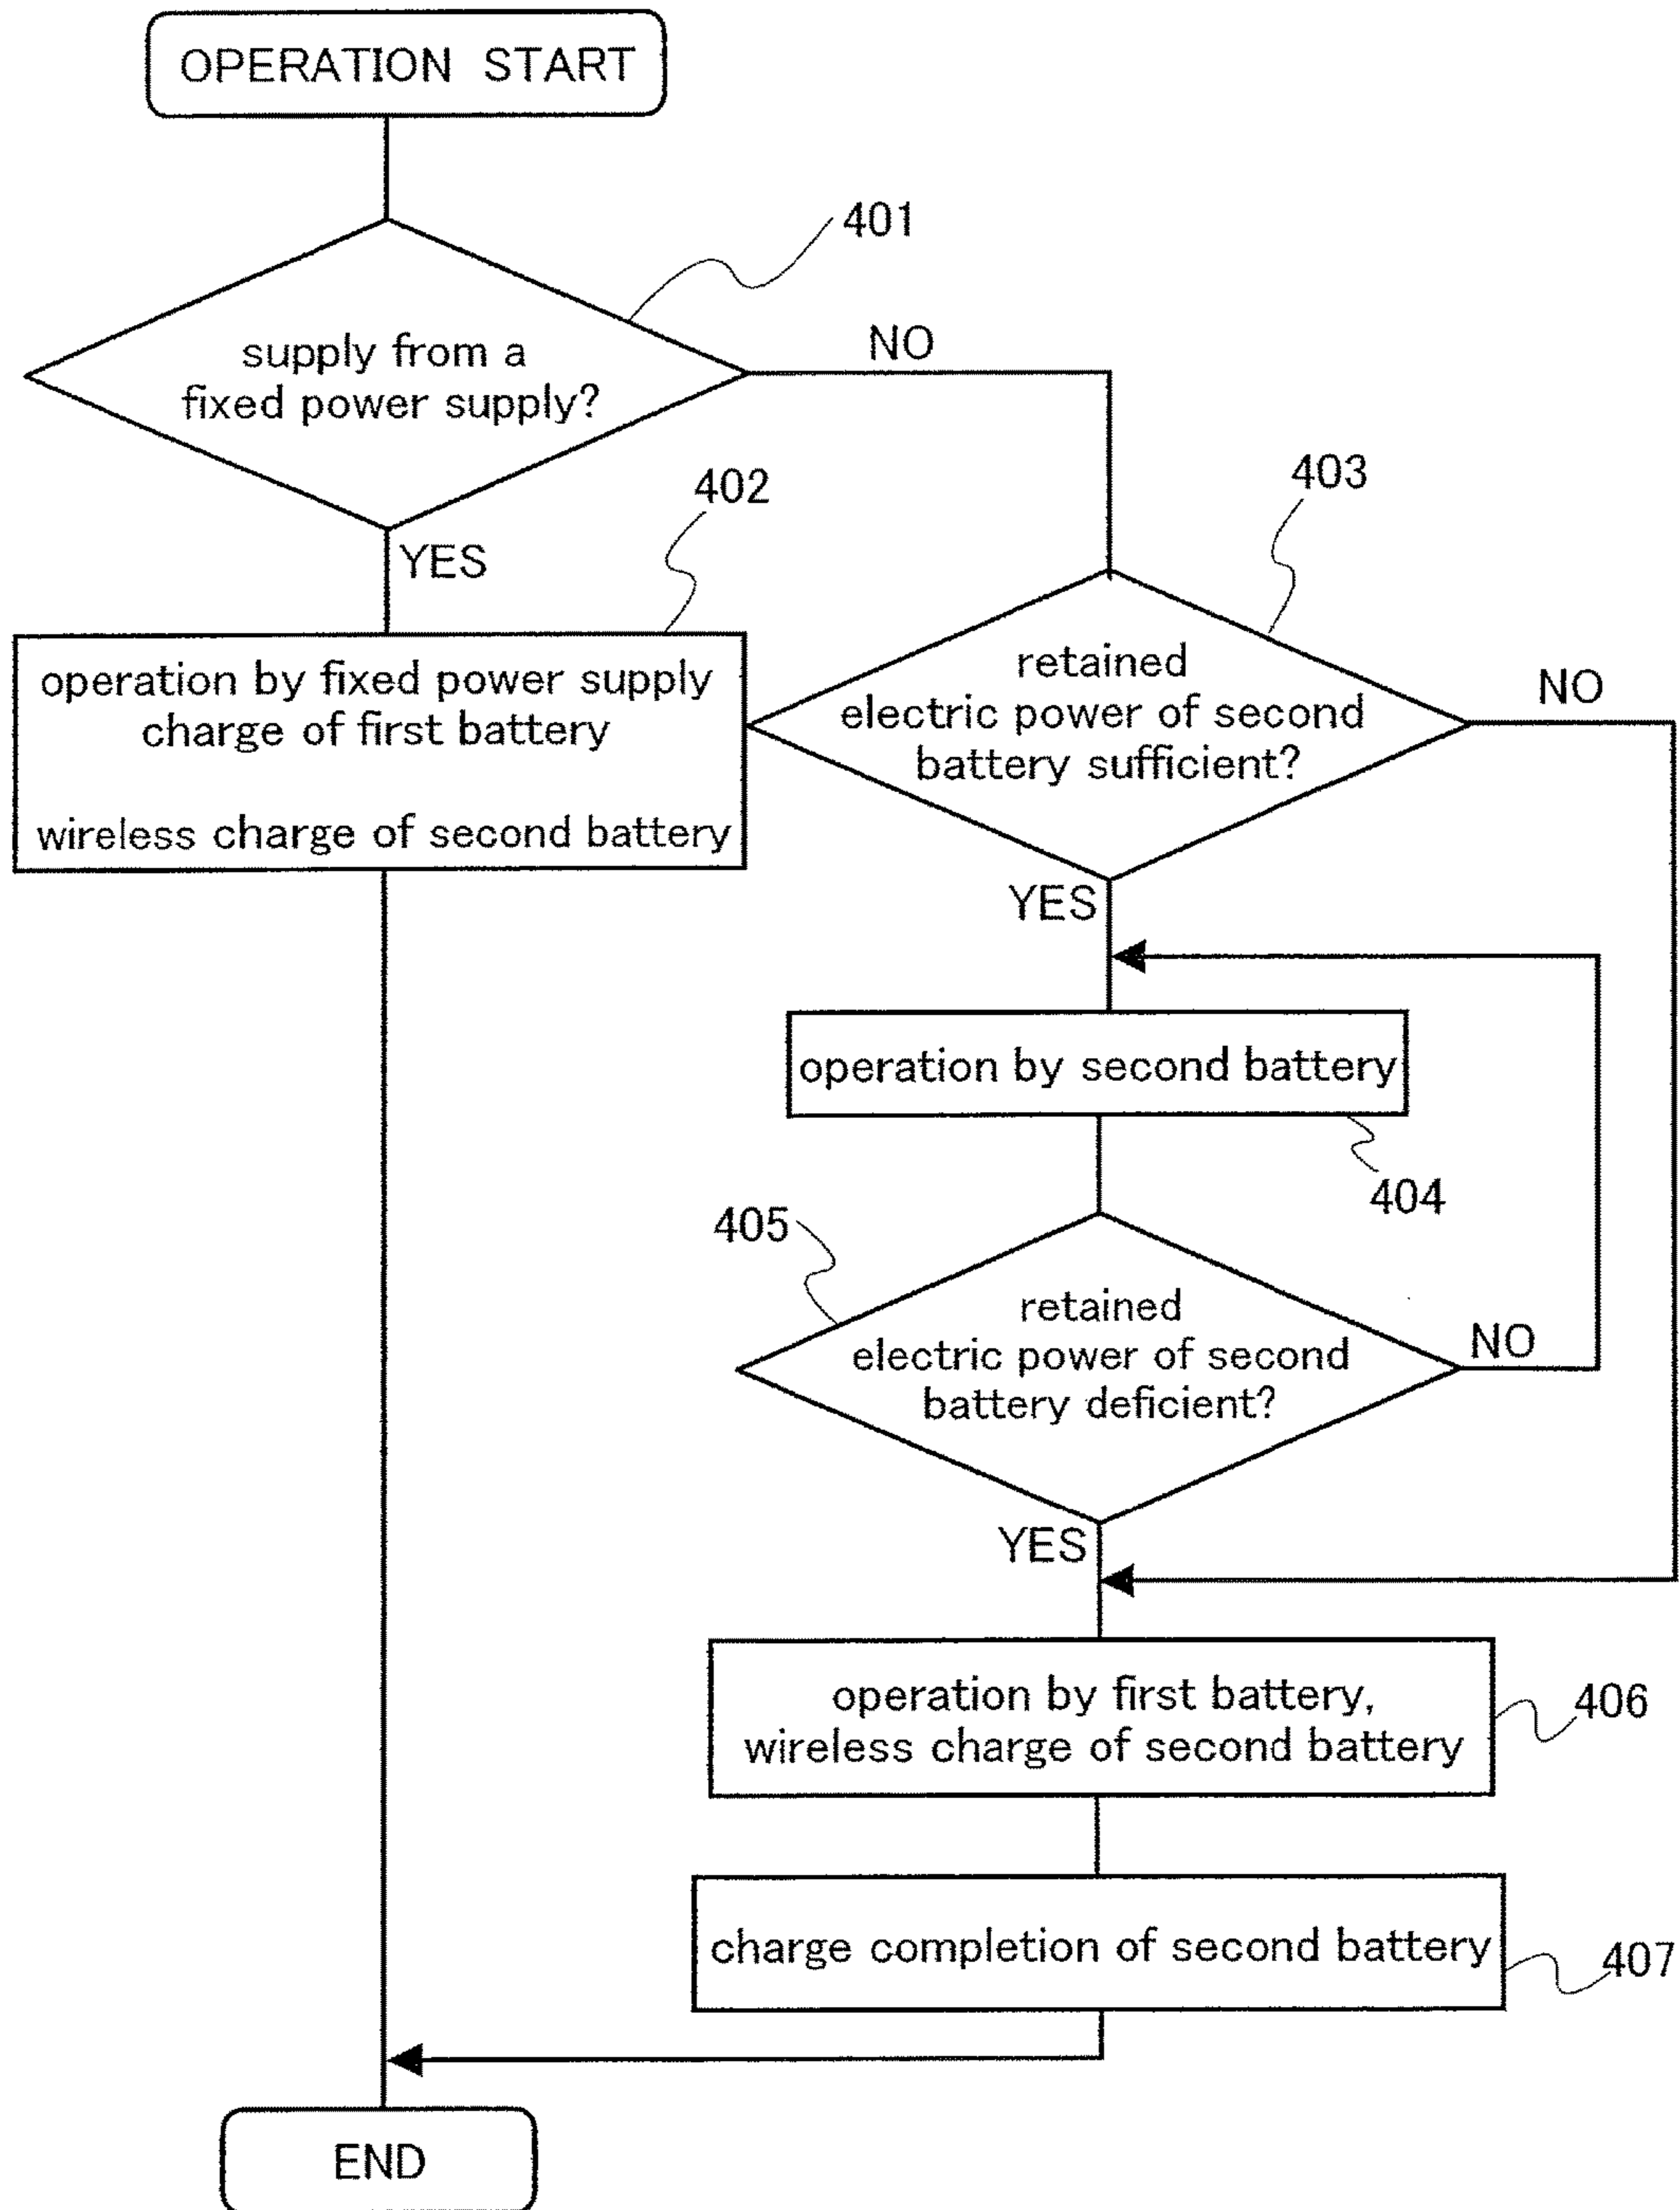 OPERATION START
401
supply from a
fixed power supply?
NO
YES
402
operation by fixed power supply
charge of first battery
wireless charge of second battery
403
retained
electric power of second
battery sufficient?
NO
YES
operation by second battery
404
405
retained
electric power of second
battery deficient?
NO
YES
operation by first battery,
wireless charge of second battery
406
charge completion of second battery
407
END